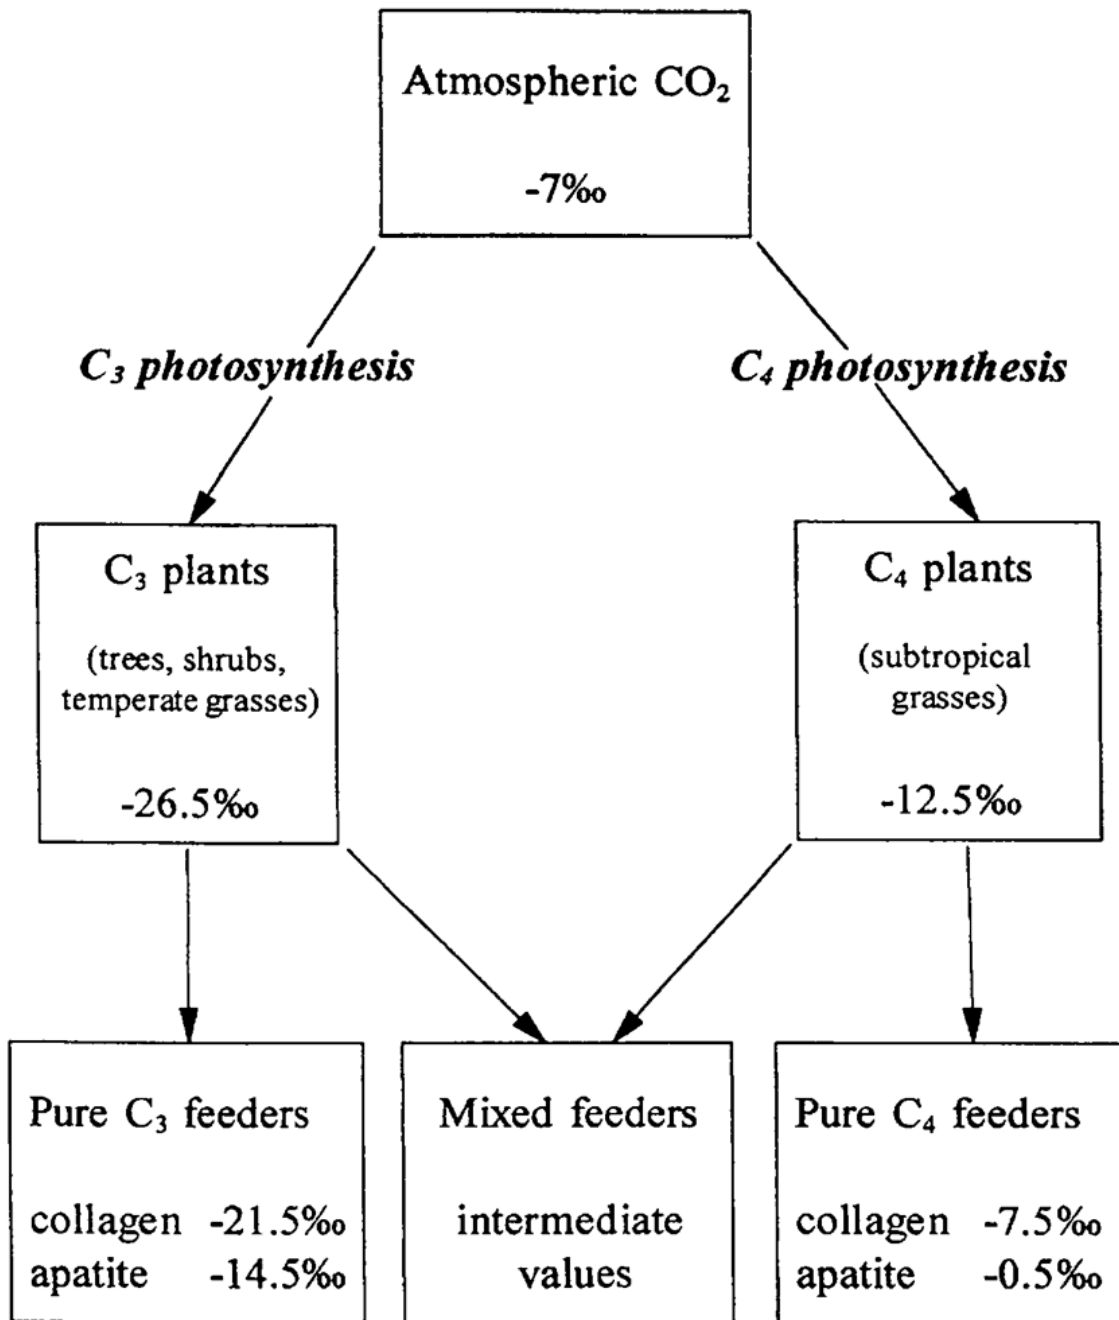 Atmospheric CO₂
-7‰
C₃ photosynthesis
C₄ photosynthesis
C₃ plants
(trees, shrubs,
temperate grasses)
-26.5‰
C₄ plants
(subtropical
grasses)
-12.5‰
Pure C₃ feeders
collagen -21.5‰
apatite -14.5‰
Mixed feeders
intermediate
values
Pure C₄ feeders
collagen -7.5‰
apatite -0.5‰